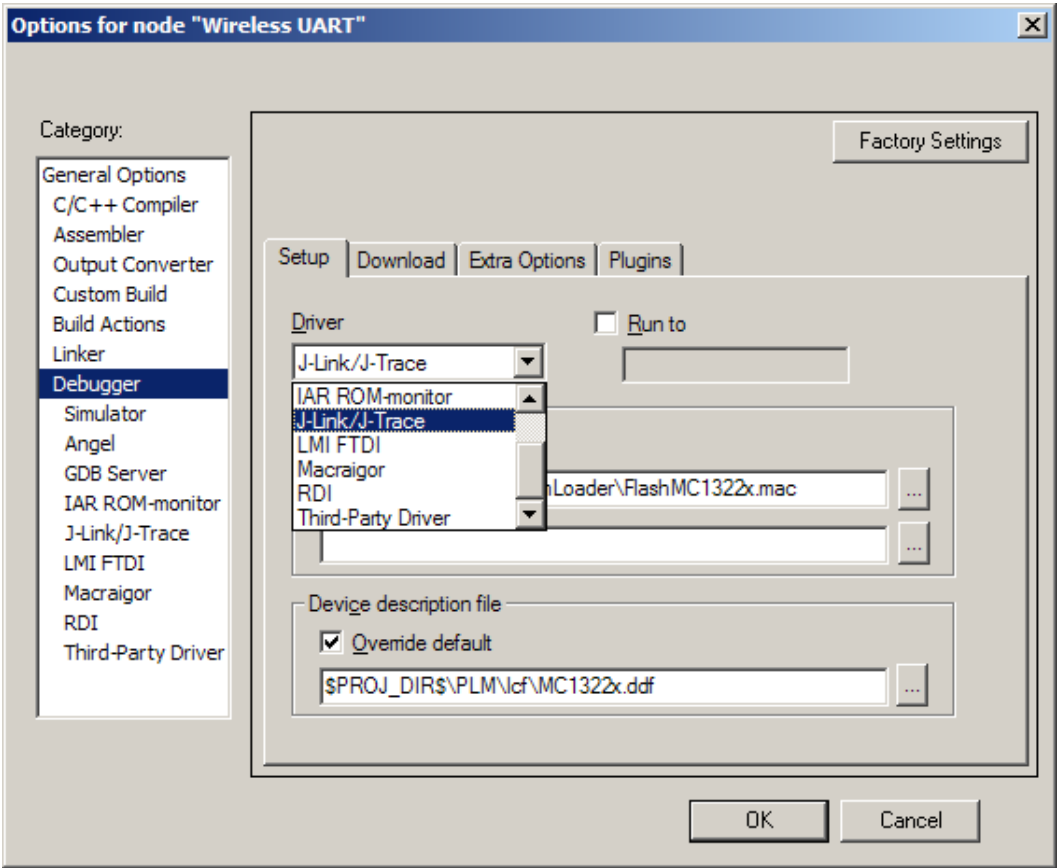 Options for node "Wireless UART"
Category:
Factory Settings
General Options
C/C++ Compiler
Assembler
Output Converter
Custom Build
Build Actions
Linker
Debugger
Simulator
Angel
GDB Server
IAR ROM-monitor
J-Link/J-Trace
LMI FTDI
Macraigor
RDI
Third-Party Driver
Setup
Download
Extra Options
Plugins
Driver
Run to
J-Link/J-Trace
IAR ROM-monitor
J-Link/J-Trace
LMI FTDI
Macraigor
RDI
Third-Party Driver
Loader\FlashMC1322x.mac
...
...
Device description file
Override default
$PROJ_DIR$\PLM\lcf\MC1322x.ddf
...
OK
Cancel